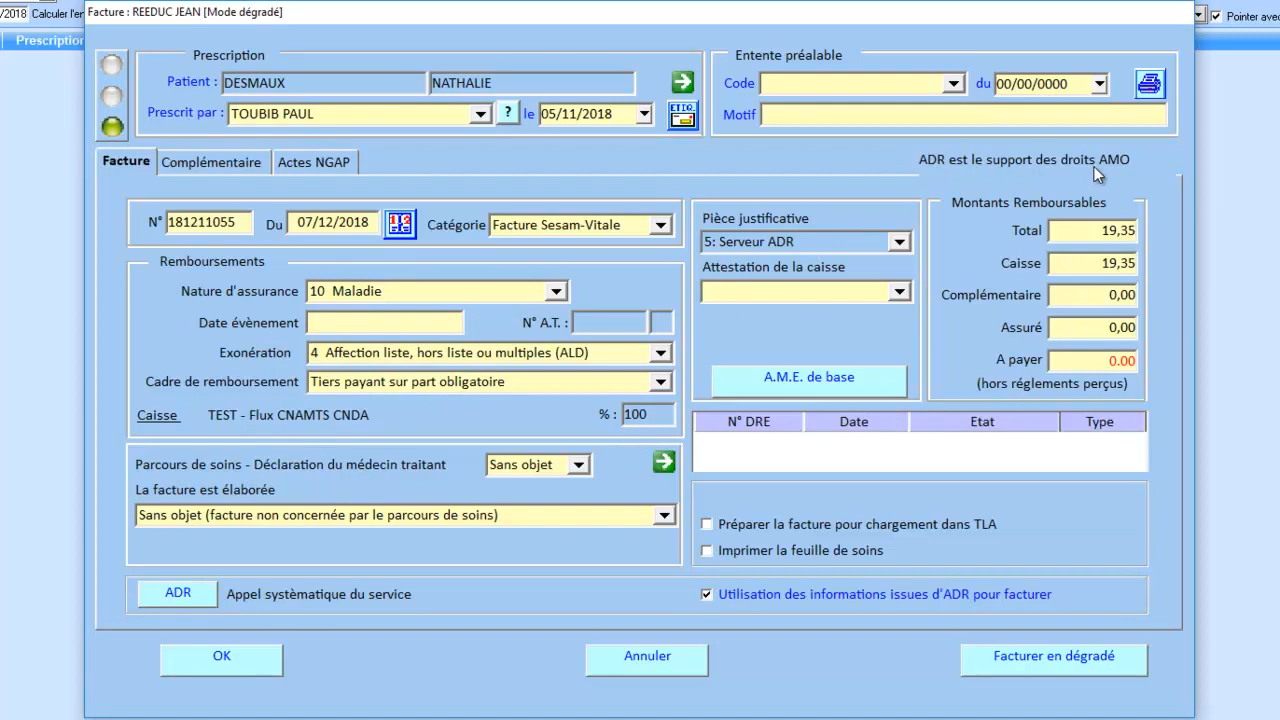 /2018 Calculer l'en
Facture : REEDUC JEAN [Mode dégradé]
Pointer avec
Prescription
Prescription
Patient : DESMAUX NATHALIE
Prescrit par : TOUBIB PAUL ? le 05/11/2018 ETIQ.
Entente préalable
Code du 00/00/0000
Motif
Facture Complémentaire Actes NGAP
ADR est le support des droits AMO
N° 181211055 Du 07/12/2018 Catégorie Facture Sesam-Vitale
Remboursements
Nature d'assurance 10 Maladie
Date évènement N° A.T. :
Exonération 4 Affection liste, hors liste ou multiples (ALD)
Cadre de remboursement Tiers payant sur part obligatoire
Caisse TEST - Flux CNAMTS CNDA % : 100
Pièce justificative
5: Serveur ADR
Attestation de la caisse
A.M.E. de base
Montants Remboursables
Total 19,35
Caisse 19,35
Complémentaire 0,00
Assuré 0,00
A payer 0.00
(hors réglements perçus)
N° DRE Date Etat Type
Parcours de soins - Déclaration du médecin traitant Sans objet
La facture est élaborée
Sans objet (facture non concernée par le parcours de soins)
Préparer la facture pour chargement dans TLA
Imprimer la feuille de soins
ADR Appel systèmatique du service
Utilisation des informations issues d'ADR pour facturer
OK Annuler Facturer en dégradé